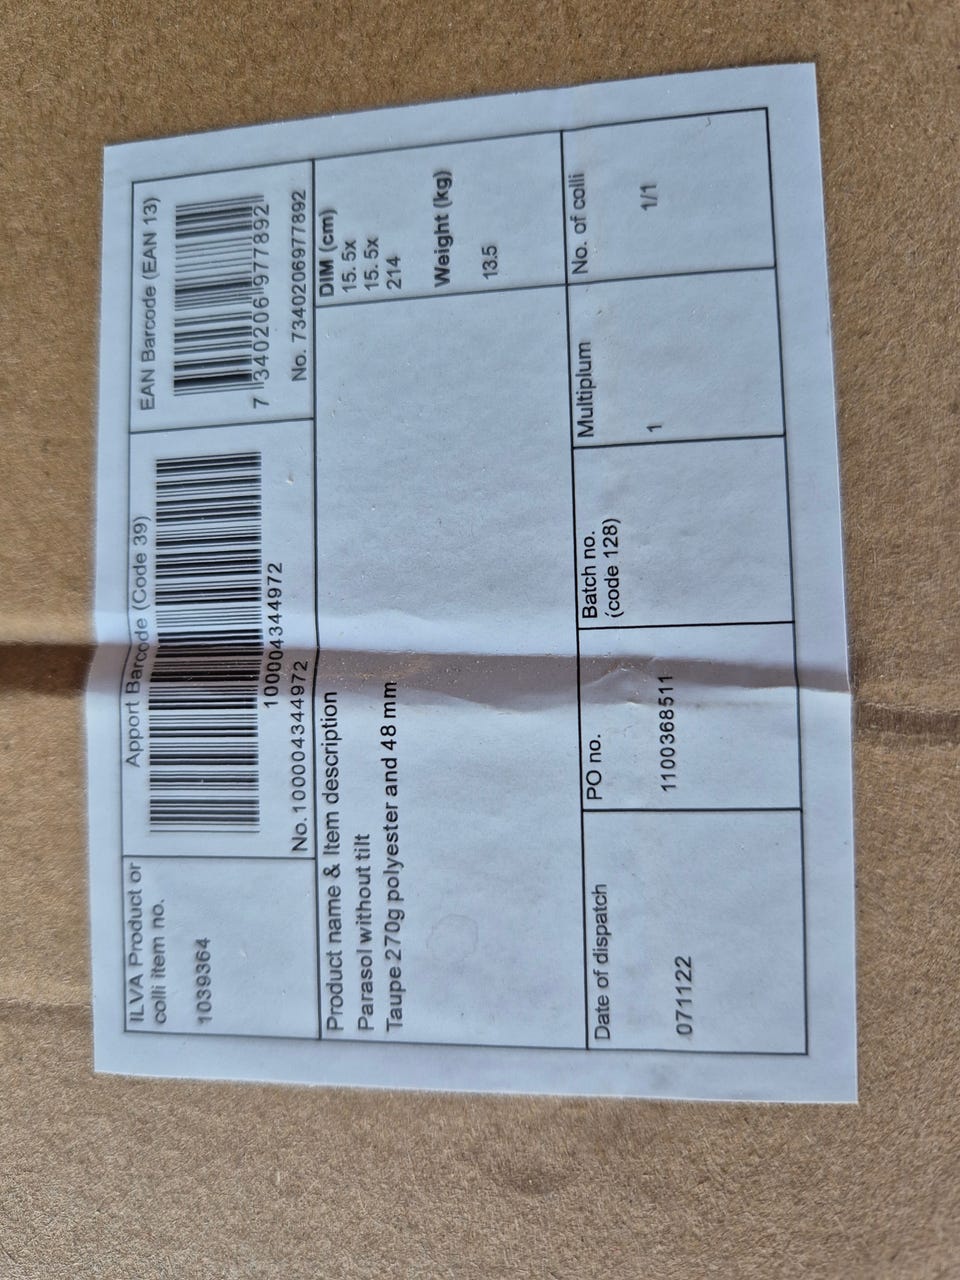 ILVA Product or
colli item no.
1039364
Apport Barcode (Code 39)
10004344972
No. 10004344972
EAN Barcode (EAN 13)
7 340206 977892
No. 7340206977892
Product name & Item description
Parasol without tilt
Taupe 270g polyester and 48 mm
DIM (cm)
15. 5x
15. 5x
214
Weight (kg)
13.5
Date of dispatch
071122
PO no.
1100368511
Batch no.
(code 128)
Multiplum
1
No. of colli
1/1